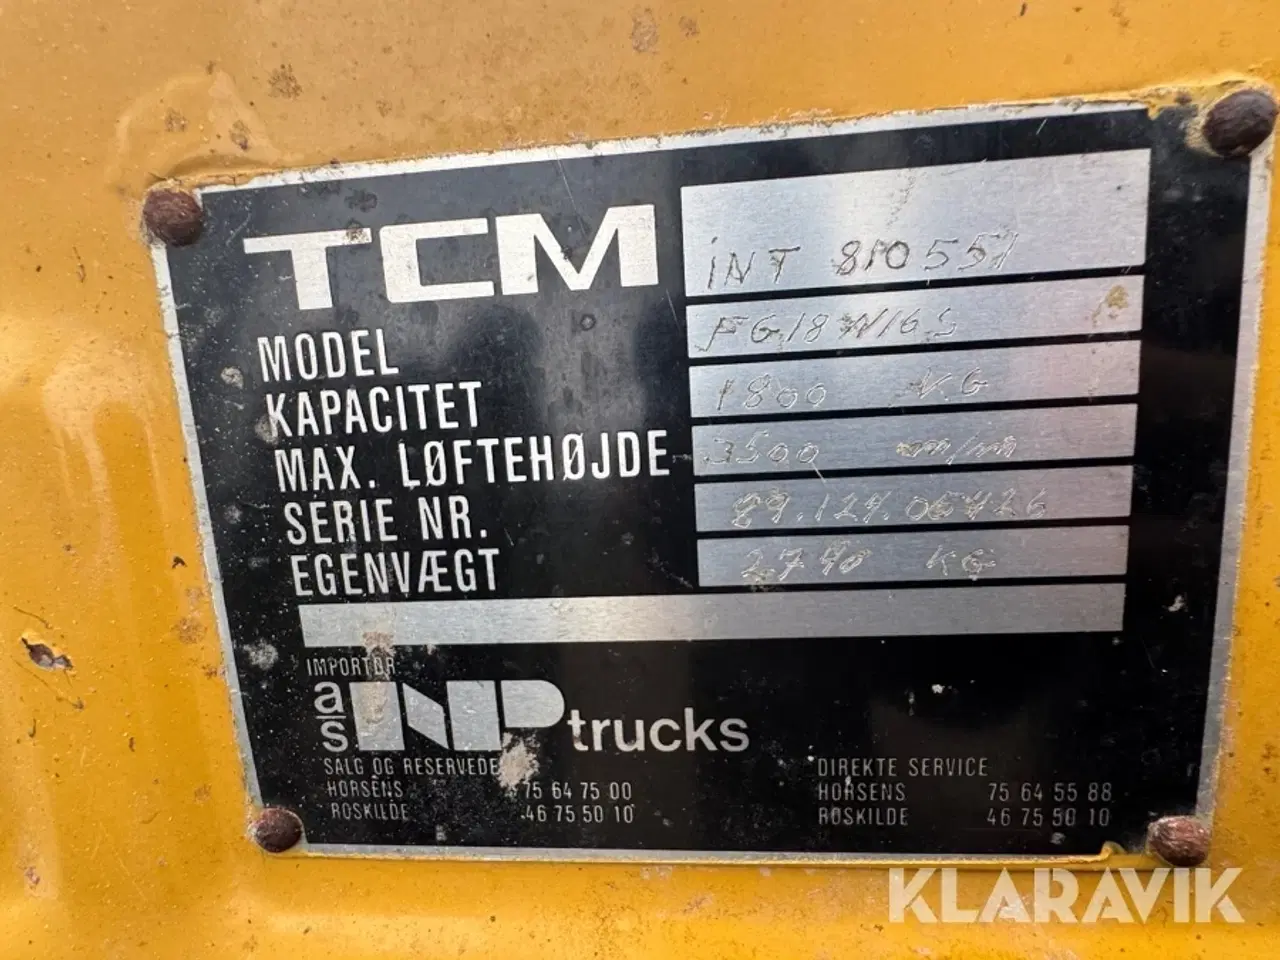 TCM
INT 810551
MODEL FG18N16S
KAPACITET 1800 KG
MAX. LØFTEHØJDE 3500 m/m
SERIE NR.
EGENVÆGT 2740 KG
IMPORTØR
a/s NP trucks
SALG OG RESERVEDE DIREKTE SERVICE
HORSENS 75 64 75 00 HORSENS 75 64 55 88
ROSKILDE 46 75 50 10 ROSKILDE 46 75 50 10
KLARAVIK